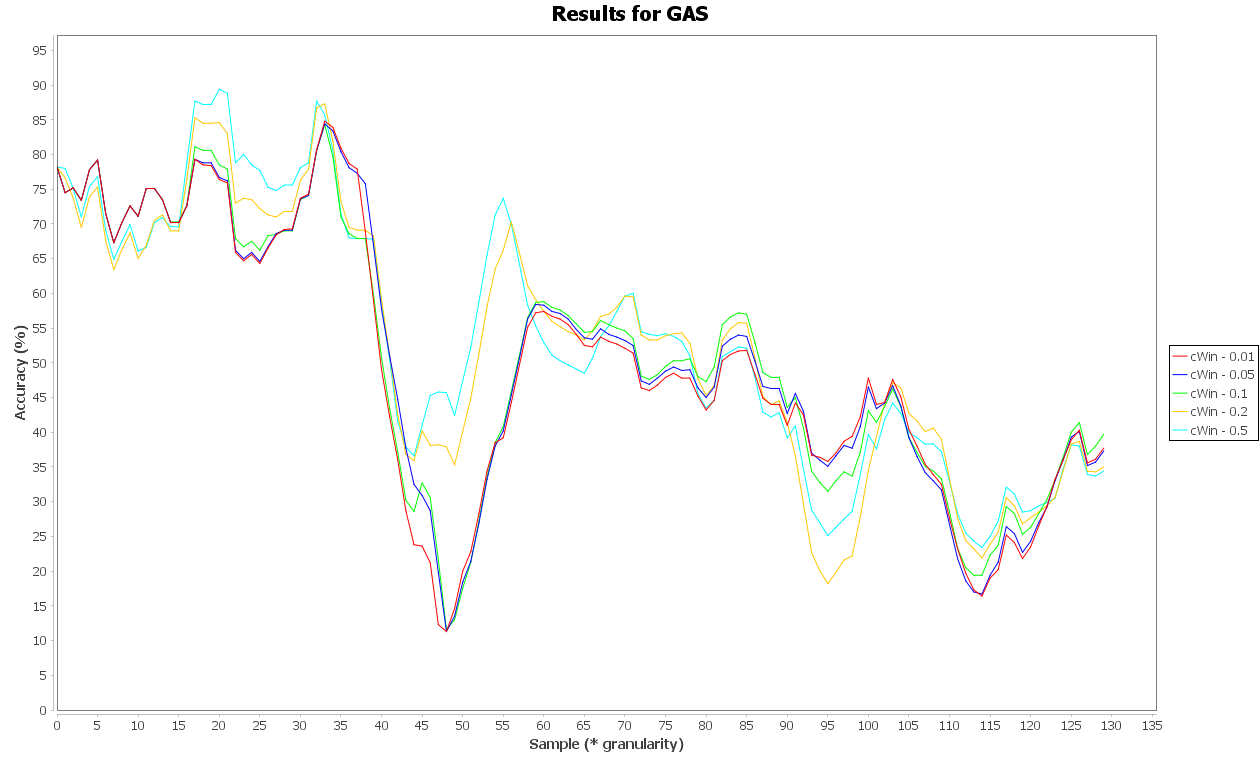 Results for GAS
95
90
85
80
75
70
65
60
55
50
45
40
35
30
25
20
15
10
5
0
Accuracy (%)
0 5 10 15 20 25 30 35 40 45 50 55 60 65 70 75 80 85 90 95 100 105 110 115 120 125 130 135
Sample (* granularity)
cWin - 0.01
cWin - 0.05
cWin - 0.1
cWin - 0.2
cWin - 0.5